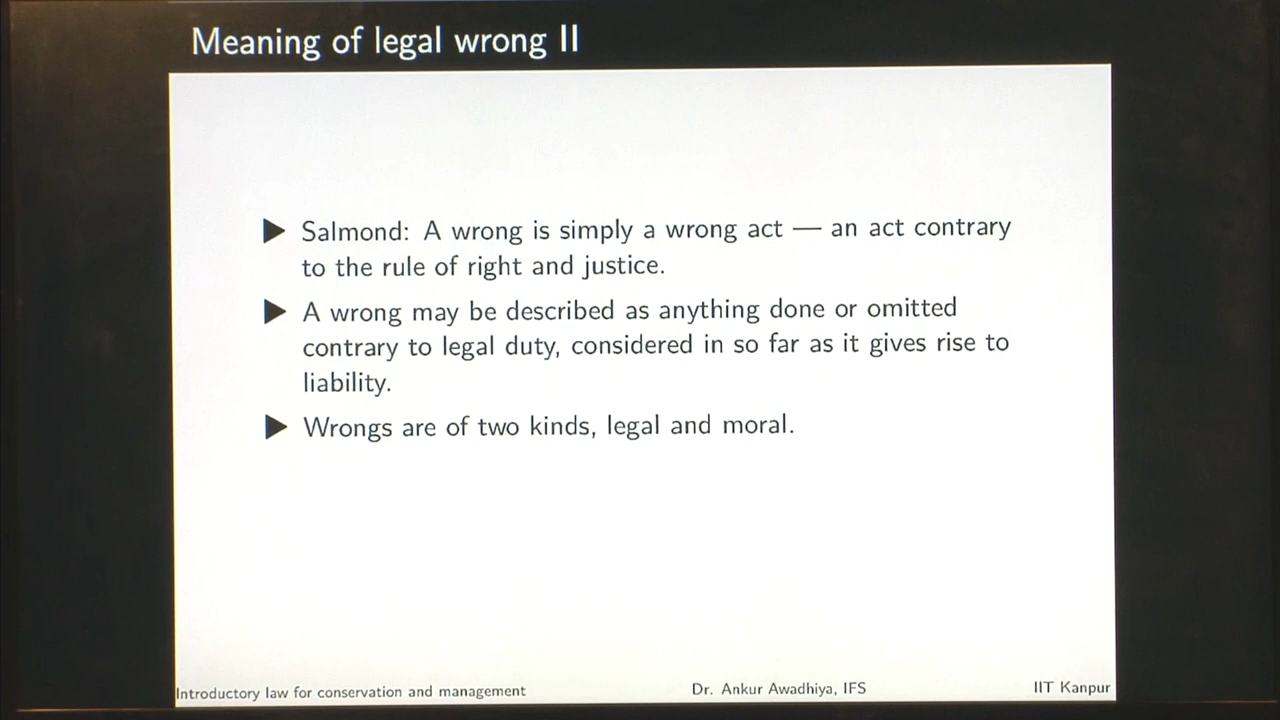 Meaning of legal wrong II
▶ Salmond: A wrong is simply a wrong act — an act contrary
to the rule of right and justice.
▶ A wrong may be described as anything done or omitted
contrary to legal duty, considered in so far as it gives rise to
liability.
▶ Wrongs are of two kinds, legal and moral.
Introductory law for conservation and management Dr. Ankur Awadhiya, IFS IIT Kanpur